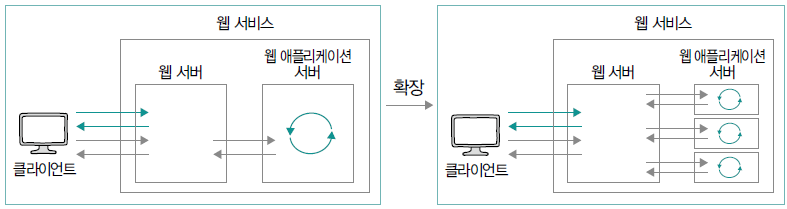 웹 서비스
웹 애플리케이션
서버
웹 서버
클라이언트
확장
웹 서비스
웹 애플리케이션
서버
웹 서버
클라이언트